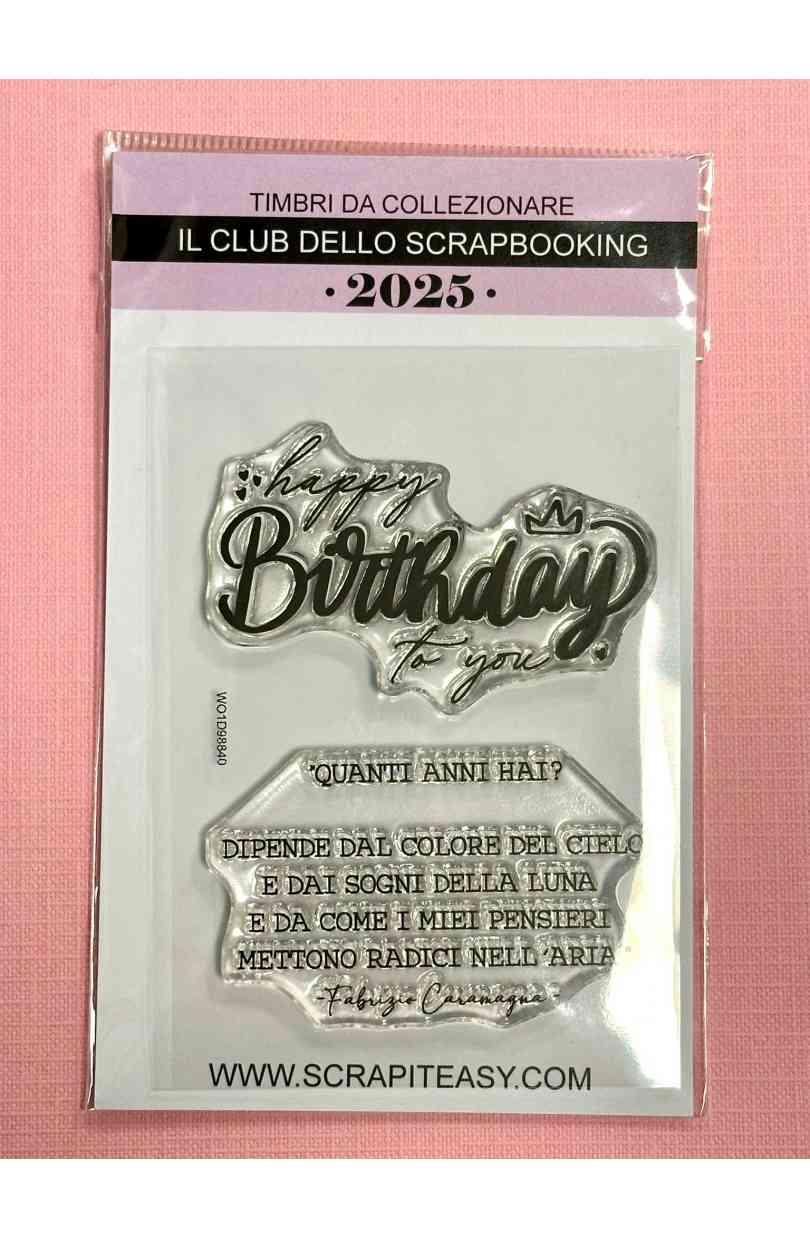 TIMBRI DA COLLEZIONARE
IL CLUB DELLO SCRAPBOOKING
• 2025 •
happy
Birthday
to you
WO1D98840
"QUANTI ANNI HAI?
DIPENDE DAL COLORE DEL CIELO
E DAI SOGNI DELLA LUNA
E DA COME I MIEI PENSIERI
METTONO RADICI NELL'ARIA"
-Fabrizio Caramagna-
WWW.SCRAPITEASY.COM